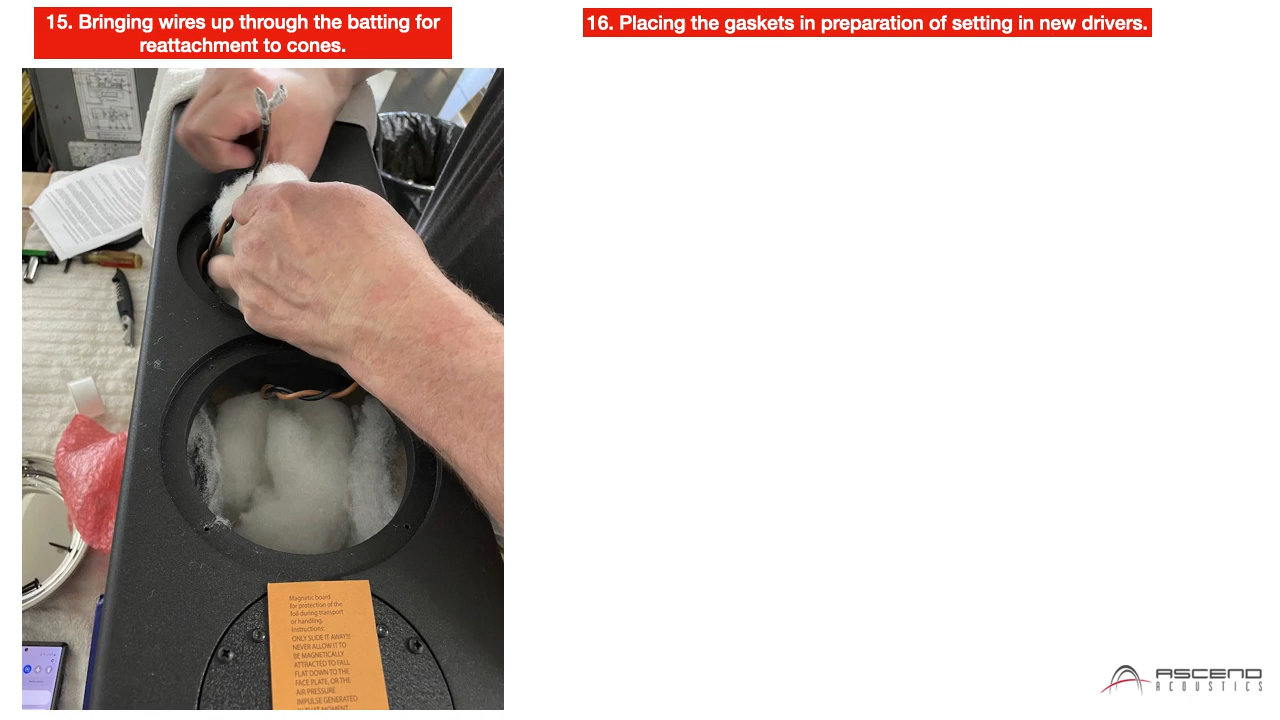 15. Bringing wires up through the batting for
reattachment to cones.
16. Placing the gaskets in preparation of setting in new drivers.
Magnetic board
for protection of the
foil during transport
or handling.
instructions:
ONLY SLIDE IT AWAY!!
NEVER ALLOW IT TO
BE MAGNETICALLY
ATTRACTED TO FALL
FLAT DOWN TO THE
FACE PLATE, OR THE
AIR PRESSURE
IMPULSE GENERATED
MOMENT
ASCEND
ACOUSTICS